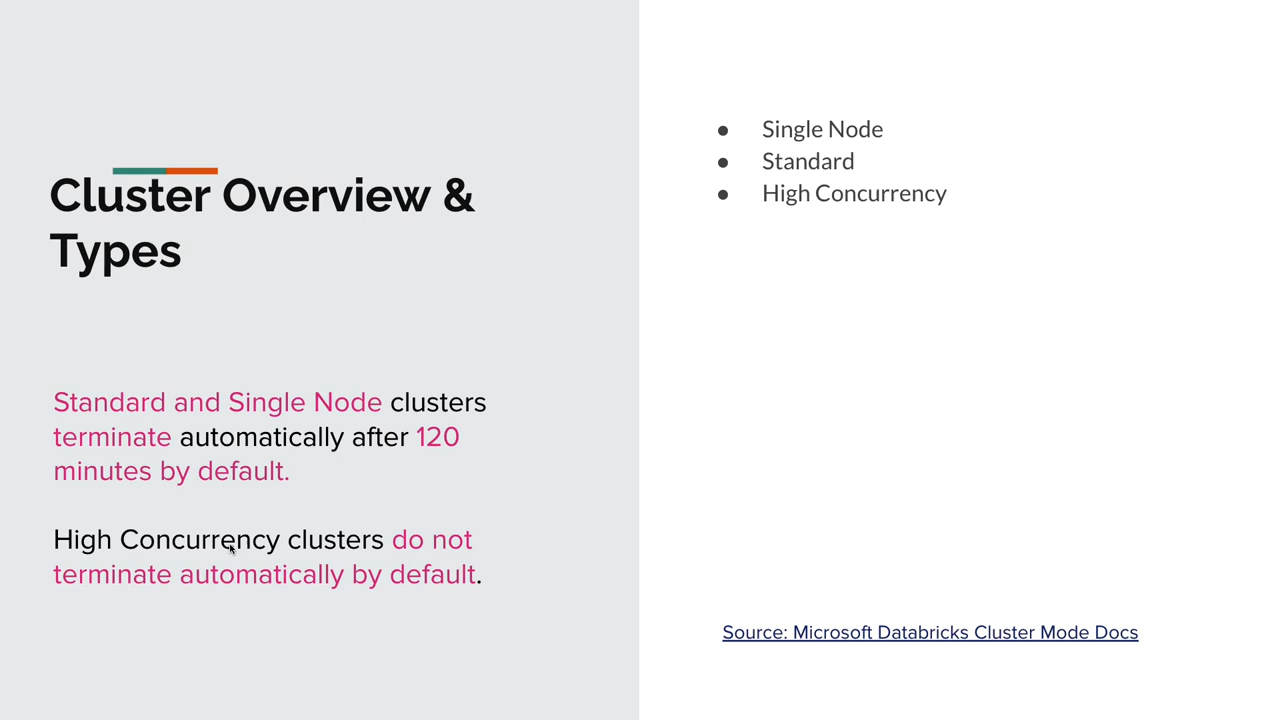 Cluster Overview &
Types
Standard and Single Node clusters
terminate automatically after 120
minutes by default.
High Concurrency clusters do not
terminate automatically by default.
● Single Node
● Standard
● High Concurrency
Source: Microsoft Databricks Cluster Mode Docs